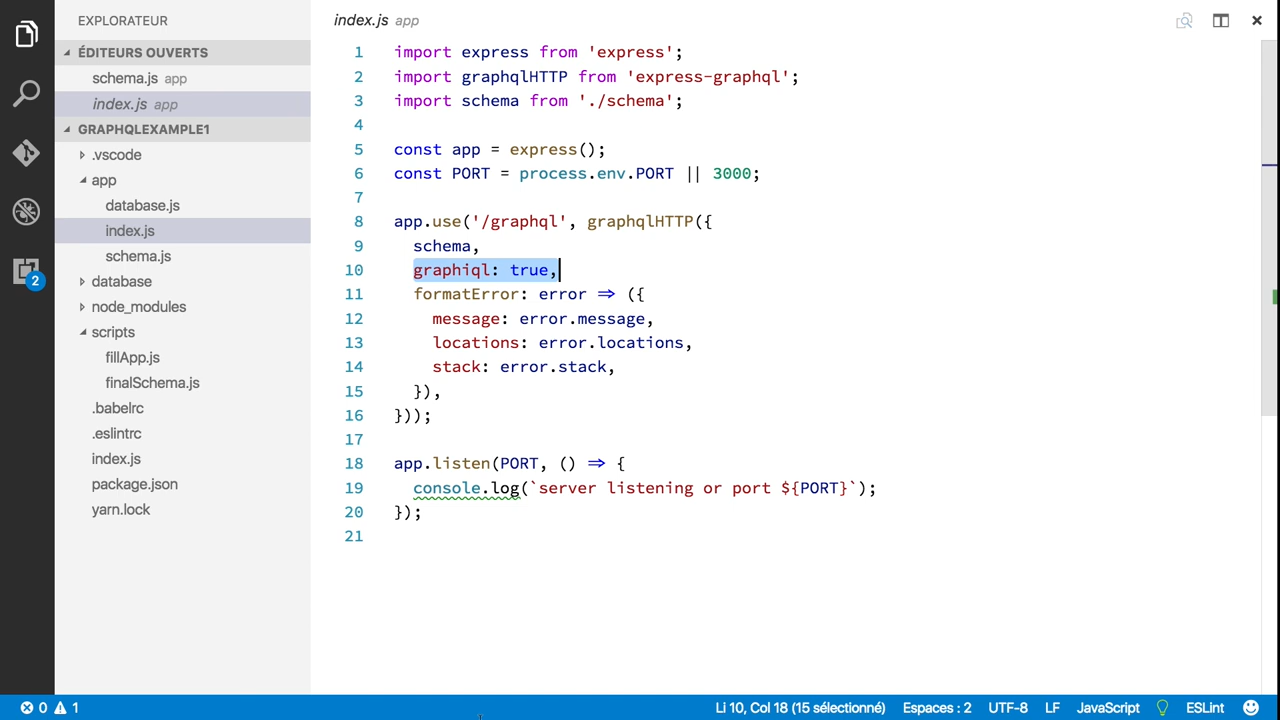 EXPLORATEUR
ÉDITEURS OUVERTS
schema.js app
index.js app
GRAPHQLEXAMPLE1
.vscode
app
database.js
index.js
schema.js
database
node_modules
scripts
fillApp.js
finalSchema.js
.babelrc
.eslintrc
index.js
package.json
yarn.lock
2
index.js app
1 import express from 'express';
2 import graphqlHTTP from 'express-graphql';
3 import schema from './schema';
4
5 const app = express();
6 const PORT = process.env.PORT || 3000;
7
8 app.use('/graphql', graphqlHTTP({
9 schema,
10 graphiql: true,
11 formatError: error => ({
12 message: error.message,
13 locations: error.locations,
14 stack: error.stack,
15 }),
16 }));
17
18 app.listen(PORT, () => {
19 console.log(`server listening or port ${PORT}`);
20 });
21
0 1 Li 10, Col 18 (15 sélectionné) Espaces : 2 UTF-8 LF JavaScript ESLint